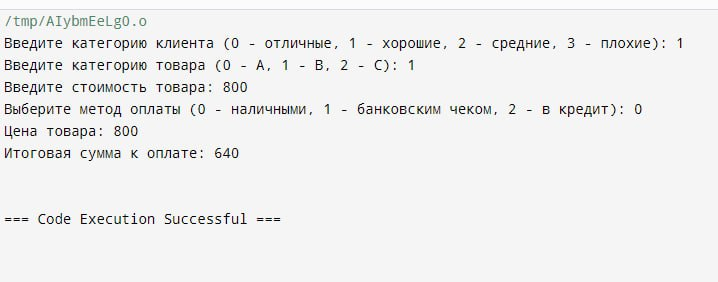 /tmp/AIybmEeLgO.o
Введите категорию клиента (0 - отличные, 1 - хорошие, 2 - средние, 3 - плохие): 1
Введите категорию товара (0 - A, 1 - B, 2 - C): 1
Введите стоимость товара: 800
Выберите метод оплаты (0 - наличными, 1 - банковским чеком, 2 - в кредит): 0
Цена товара: 800
Итоговая сумма к оплате: 640
=== Code Execution Successful ===